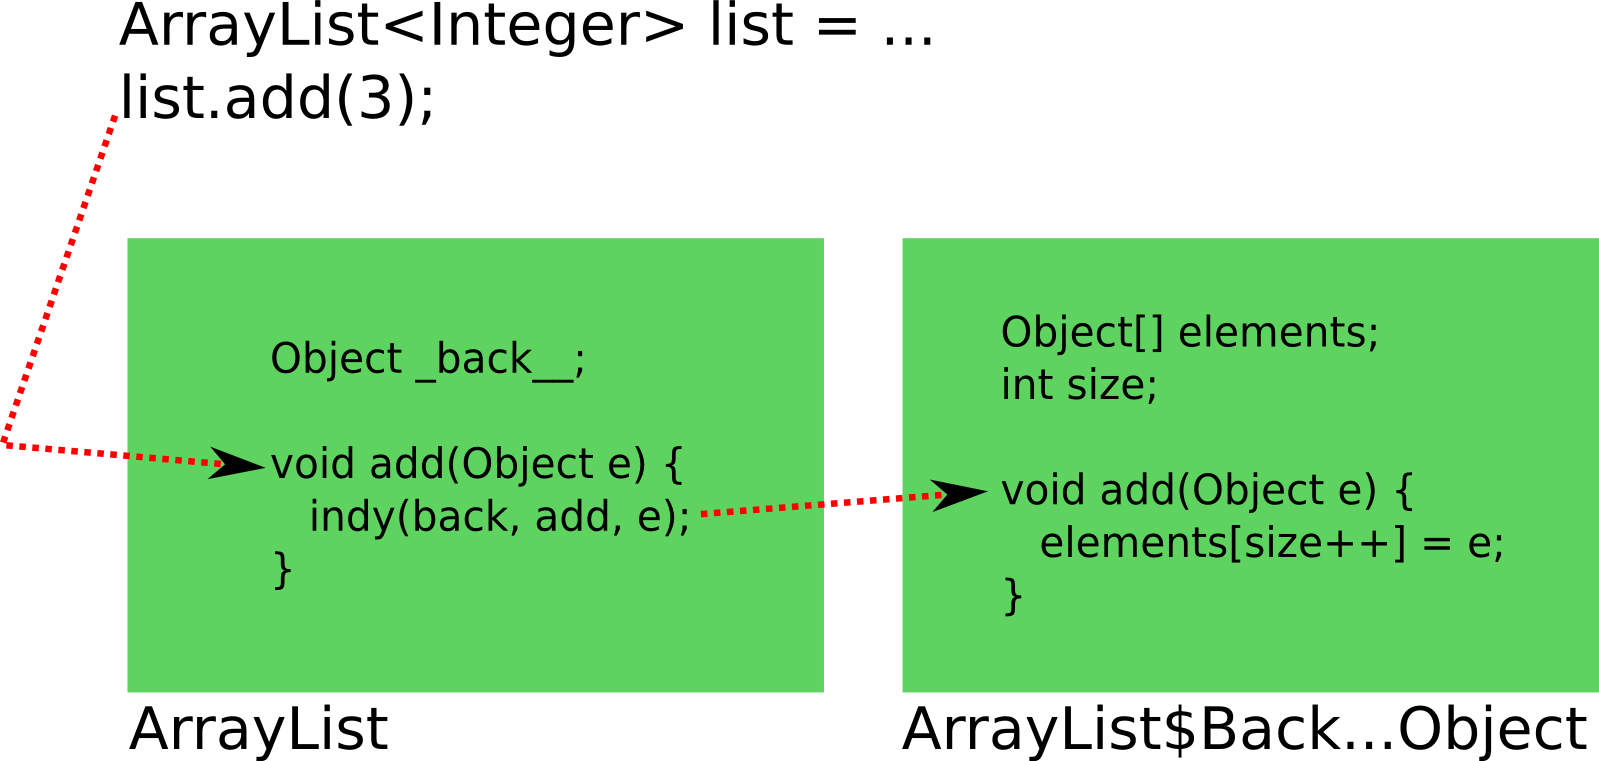 ArrayList<Integer> list = ...
list.add(3);
Object _back__;
void add(Object e) {
indy(back, add, e);
}
ArrayList
Object[] elements;
int size;
void add(Object e) {
elements[size++] = e;
}
ArrayList$Back...Object